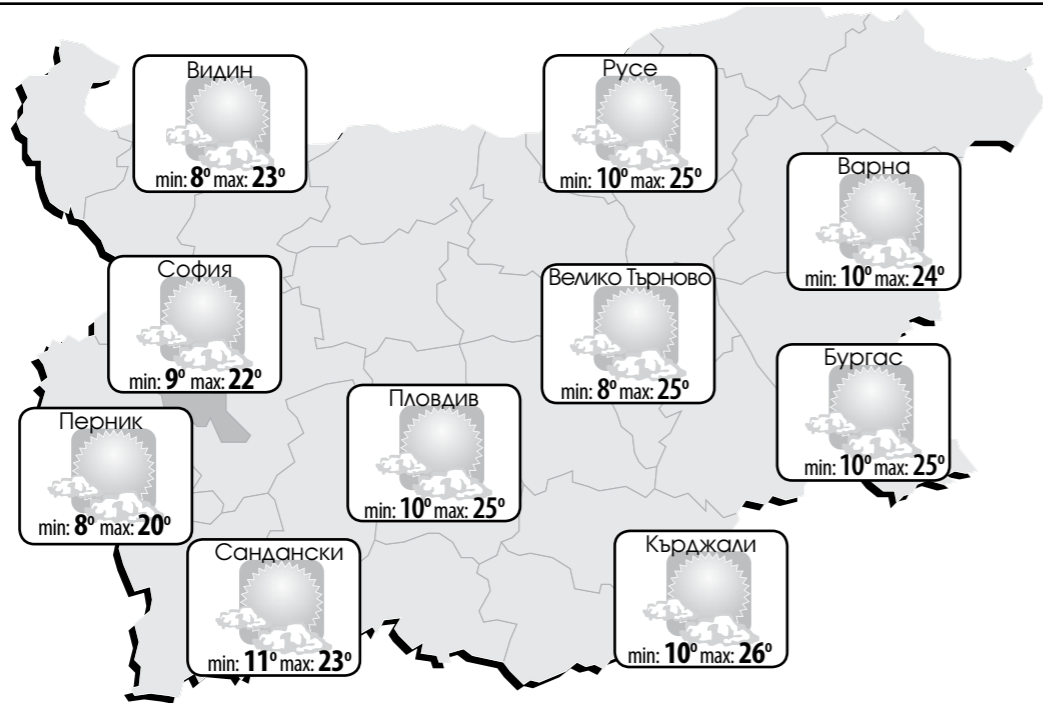 Видин
min: 8° max: 23°
Русе
min: 10° max: 25°
Варна
min: 10° max: 24°
София
min: 9° max: 22°
Велико Търново
min: 8° max: 25°
Бургас
min: 10° max: 25°
Пловдив
min: 10° max: 25°
Перник
min: 8° max: 20°
Сандански
min: 11° max: 23°
Кърджали
min: 10° max: 26°